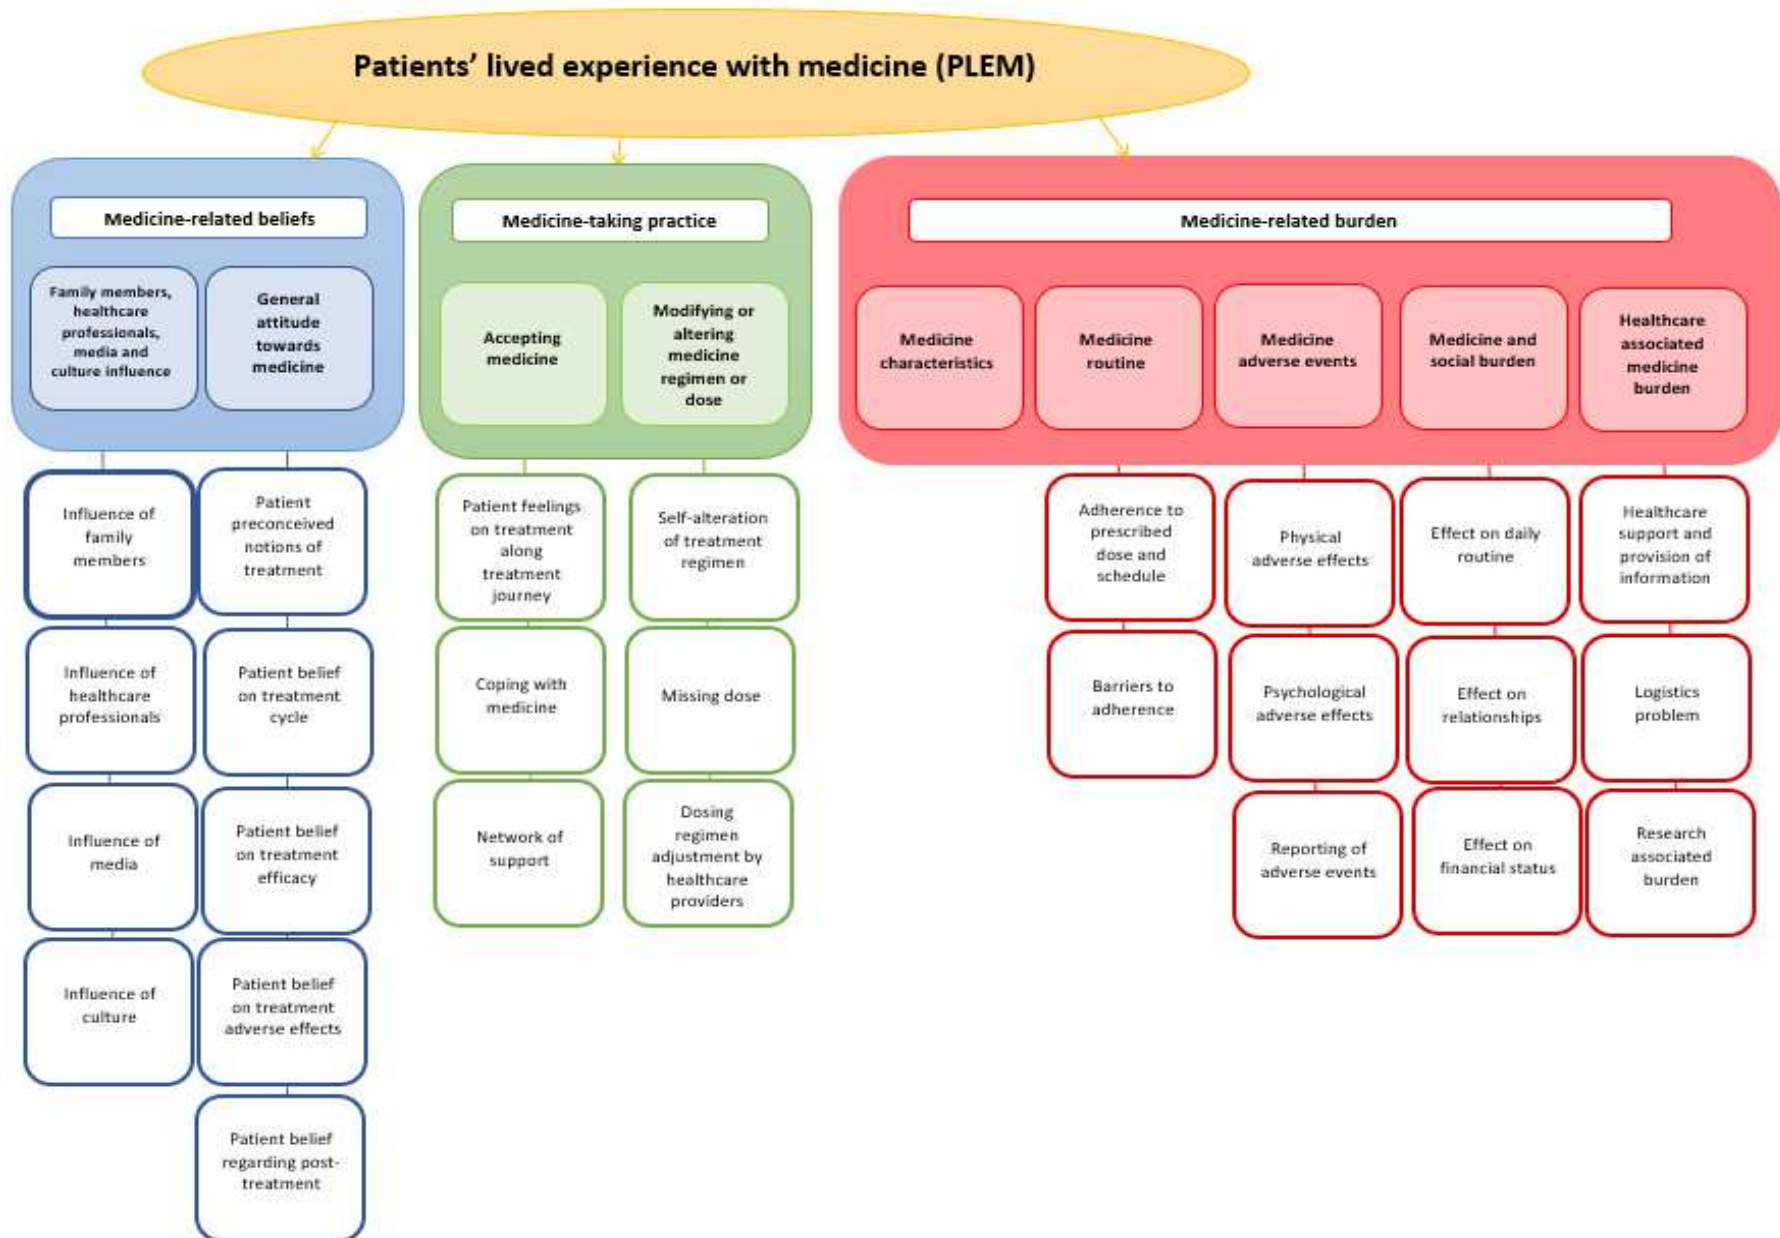 Patients’ lived experience with medicine (PLEM)
Medicine-related beliefs
Family members,
healthcare
professionals,
media and
culture influence
General
attitude
towards
medicine
Influence of
family
members
Influence of
healthcare
professionals
Influence of
media
Influence of
culture
Patient
preconceived
notions of
treatment
Patient belief
on treatment
cycle
Patient belief
on treatment
efficacy
Patient belief
on treatment
adverse effects
Patient belief
regarding post-
treatment
Medicine-taking practice
Accepting
medicine
Modifying or
altering
medicine
regimen or
dose
Patient feelings
on treatment
along
treatment
journey
Coping with
medicine
Network of
support
Self-alteration
of treatment
regimen
Missing dose
Dosing
regimen
adjustment by
healthcare
providers
Medicine-related burden
Medicine
characteristics
Medicine
routine
Medicine
adverse events
Medicine and
social burden
Healthcare
associated
medicine
burden
Adherence to
prescribed
dose and
schedule
Barriers to
adherence
Physical
adverse effects
Psychological
adverse effects
Reporting of
adverse events
Effect on daily
routine
Effect on
relationships
Effect on
financial status
Healthcare
support and
provision of
information
Logistics
problem
Research
associated
burden